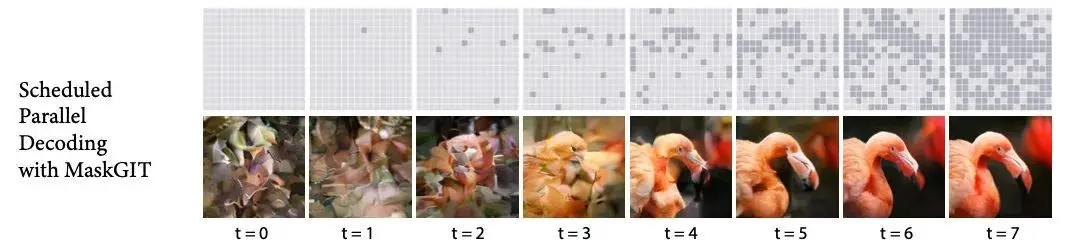 Scheduled
Parallel
Decoding
with MaskGIT
t = 0 t = 1 t = 2 t = 3 t = 4 t = 5 t = 6 t = 7